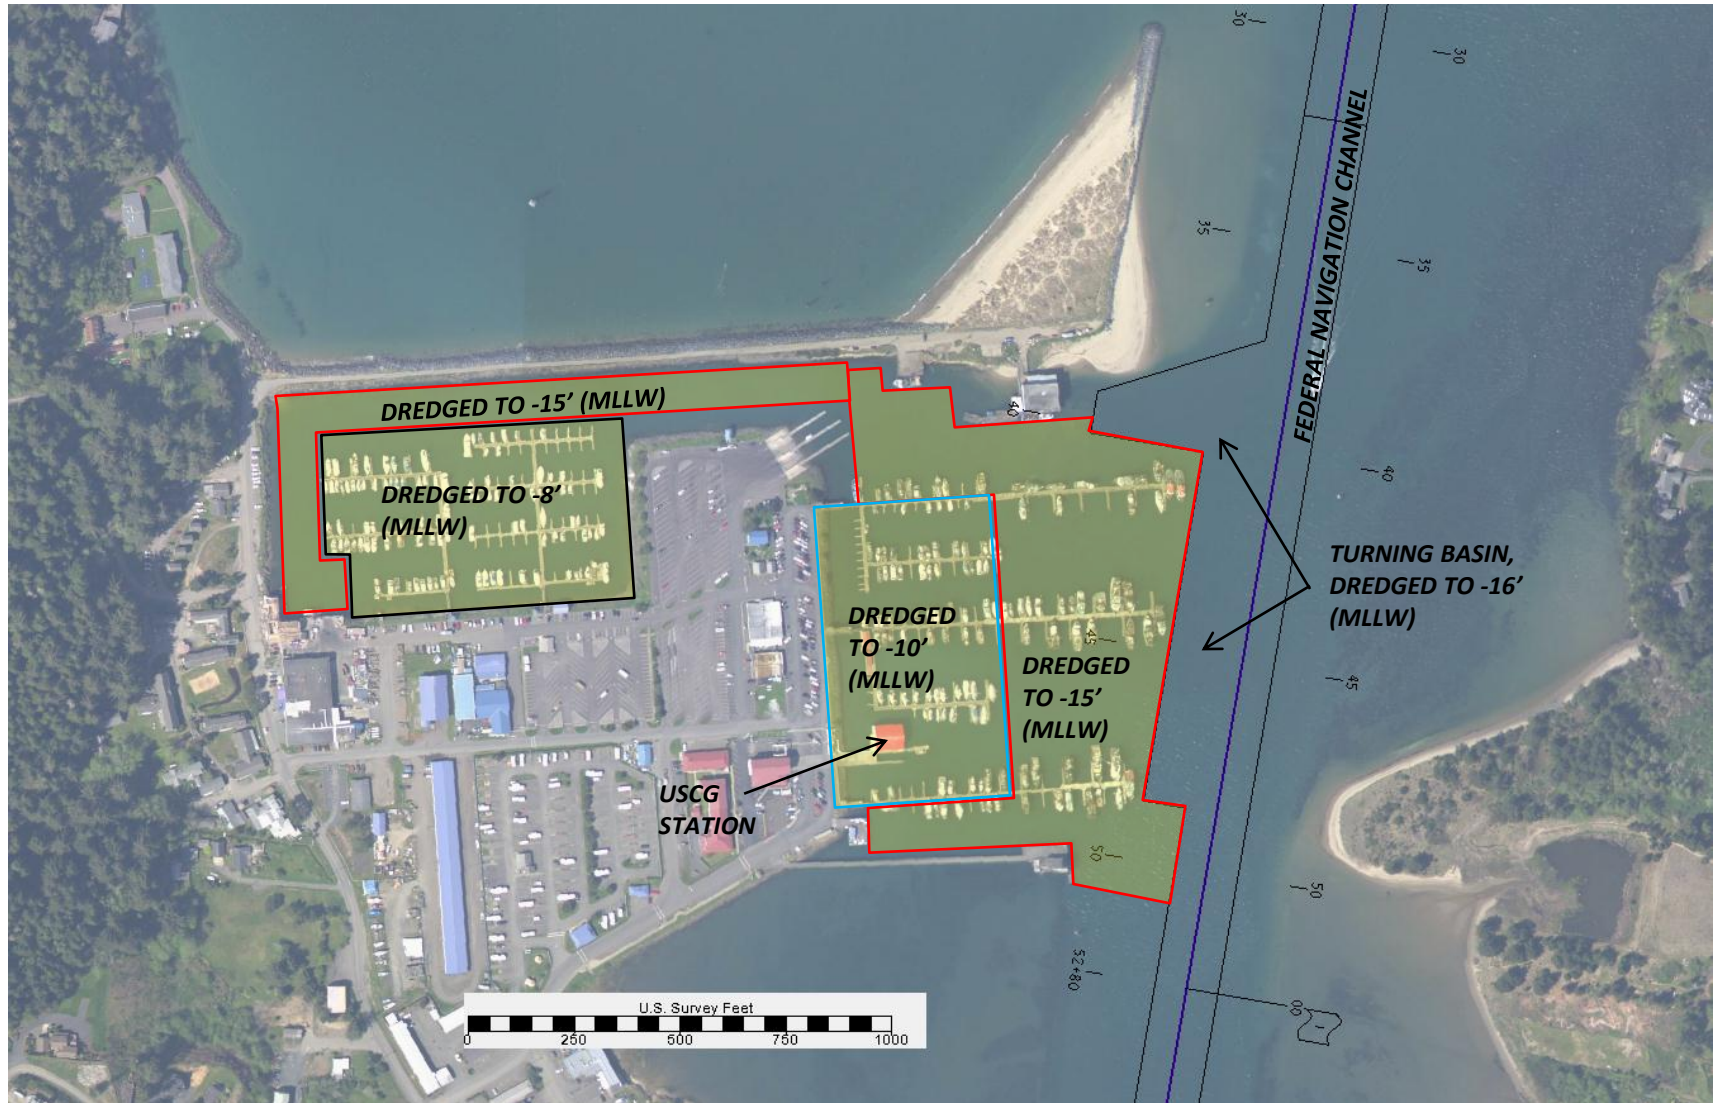 30
30
FEDERAL NAVIGATION CHANNEL
35
35
DREDGED TO -15' (MLLW)
40
40
DREDGED TO -8'
(MLLW)
TURNING BASIN,
DREDGED TO -16'
(MLLW)
DREDGED
TO -10'
(MLLW)
45
DREDGED
TO -15'
(MLLW)
45
USCG
STATION
50
50
52+80
00
U.S. Survey Feet
0 250 500 750 1000